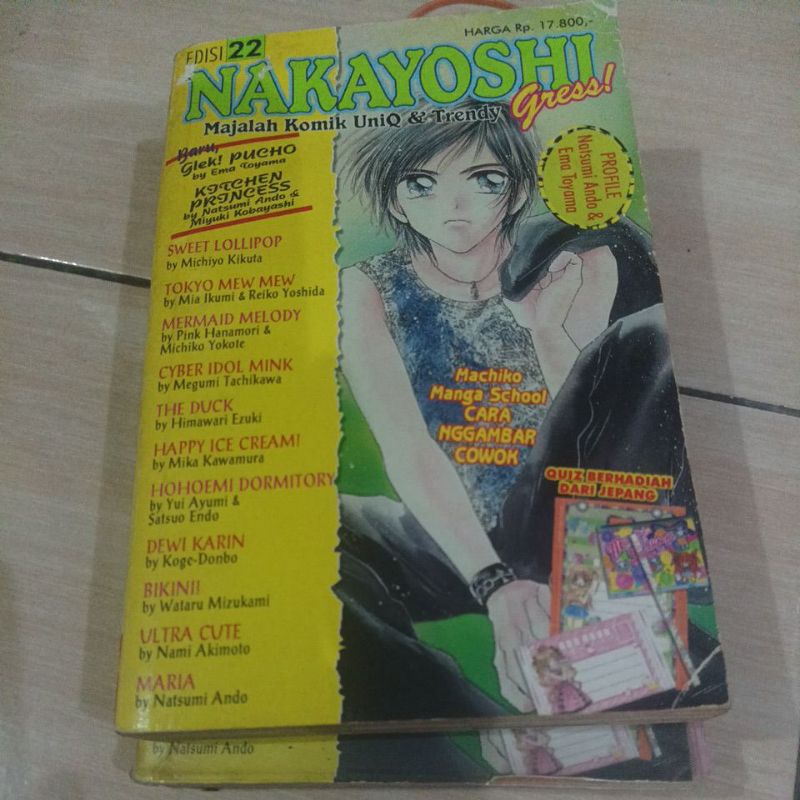 EDISI 22
HARGA Rp. 17.800,-
NAKAYOSHI
Gress!
Majalah Komik UniQ & Trendy
Baru,
Glek! PUCHO
by Ema Toyama
KITCHEN
PRINCESS
by Natsumi Ando &
Miyuki Kobayashi
PROFILE
Natsumi Ando &
Ema Toyama
SWEET LOLLIPOP
by Michiyo Kikuta
TOKYO MEW MEW
by Mia Ikumi & Reiko Yoshida
MERMAID MELODY
by Pink Hanamori &
Michiko Yokote
CYBER IDOL MINK
by Megumi Tachikawa
THE DUCK
by Himawari Ezuki
HAPPY ICE CREAM!
by Mika Kawamura
HOHOEMI DORMITORY
by Yui Ayumi &
Satsuo Endo
DEWI KARIN
by Koge-Donbo
BIKINI!
by Wataru Mizukami
ULTRA CUTE
by Nami Akimoto
MARIA
by Natsumi Ando
Machiko
Manga School
CARA
NGGAMBAR
COWOK
QUIZ BERHADIAH
DARI JEPANG
by Natsumi Ando